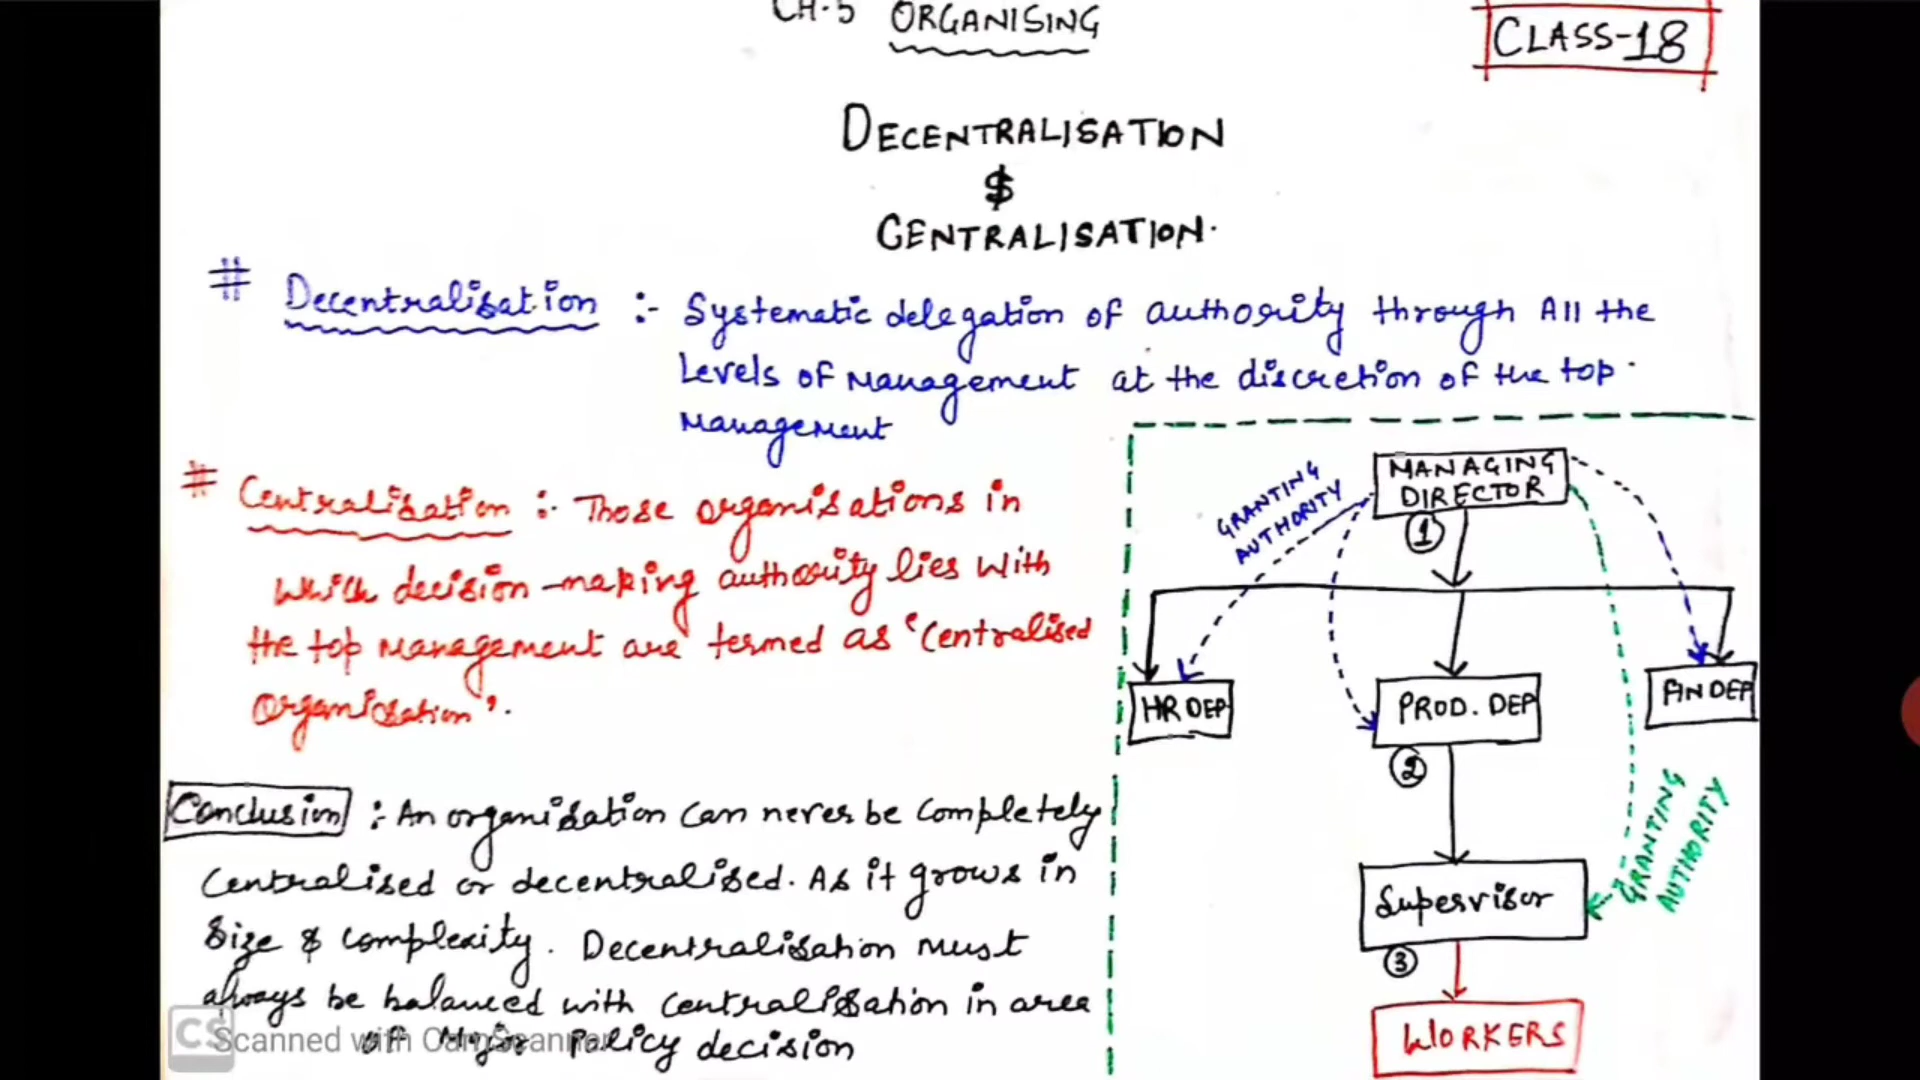 CH-5 ORGANISING
CLASS-18
DECENTRALISATION
$
CENTRALISATION.
# Decentralisation :- Systematic delegation of authority through All the
Levels of Management at the discretion of the top.
Management
# Centralisation :- Those organisations in
which decision-making authority lies with
the top Management are termed as 'Centralised
Organisation'.
Conclusion :- An organisation can never be completely
centralised or decentralised. As it grows in
Size & complexity. Decentralisation must
always be balanced with centralisation in area
of Major Policy decision
MANAGING
DIRECTOR
1
GRANTING
AUTHORITY
HR DEP
PROD. DEP
FIN DEP
2
GRANTING
AUTHORITY
Supervisor
3
WORKERS
CS Scanned with CamScanner